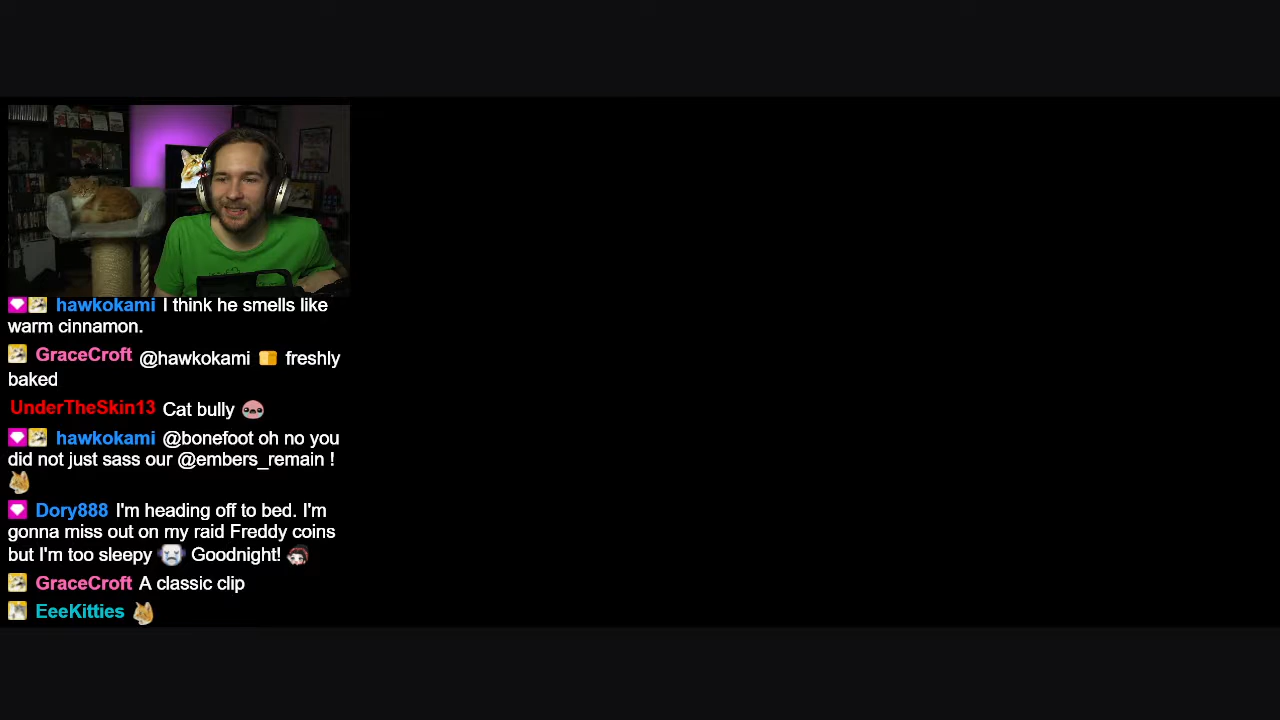 hawkokami I think he smells like
warm cinnamon.
GraceCroft @hawkokami freshly
baked
UnderTheSkin13 Cat bully
hawkokami @bonefoot oh no you
did not just sass our @embers_remain !
Dory888 I'm heading off to bed. I'm
gonna miss out on my raid Freddy coins
but I'm too sleepy Goodnight!
GraceCroft A classic clip
EeeKitties